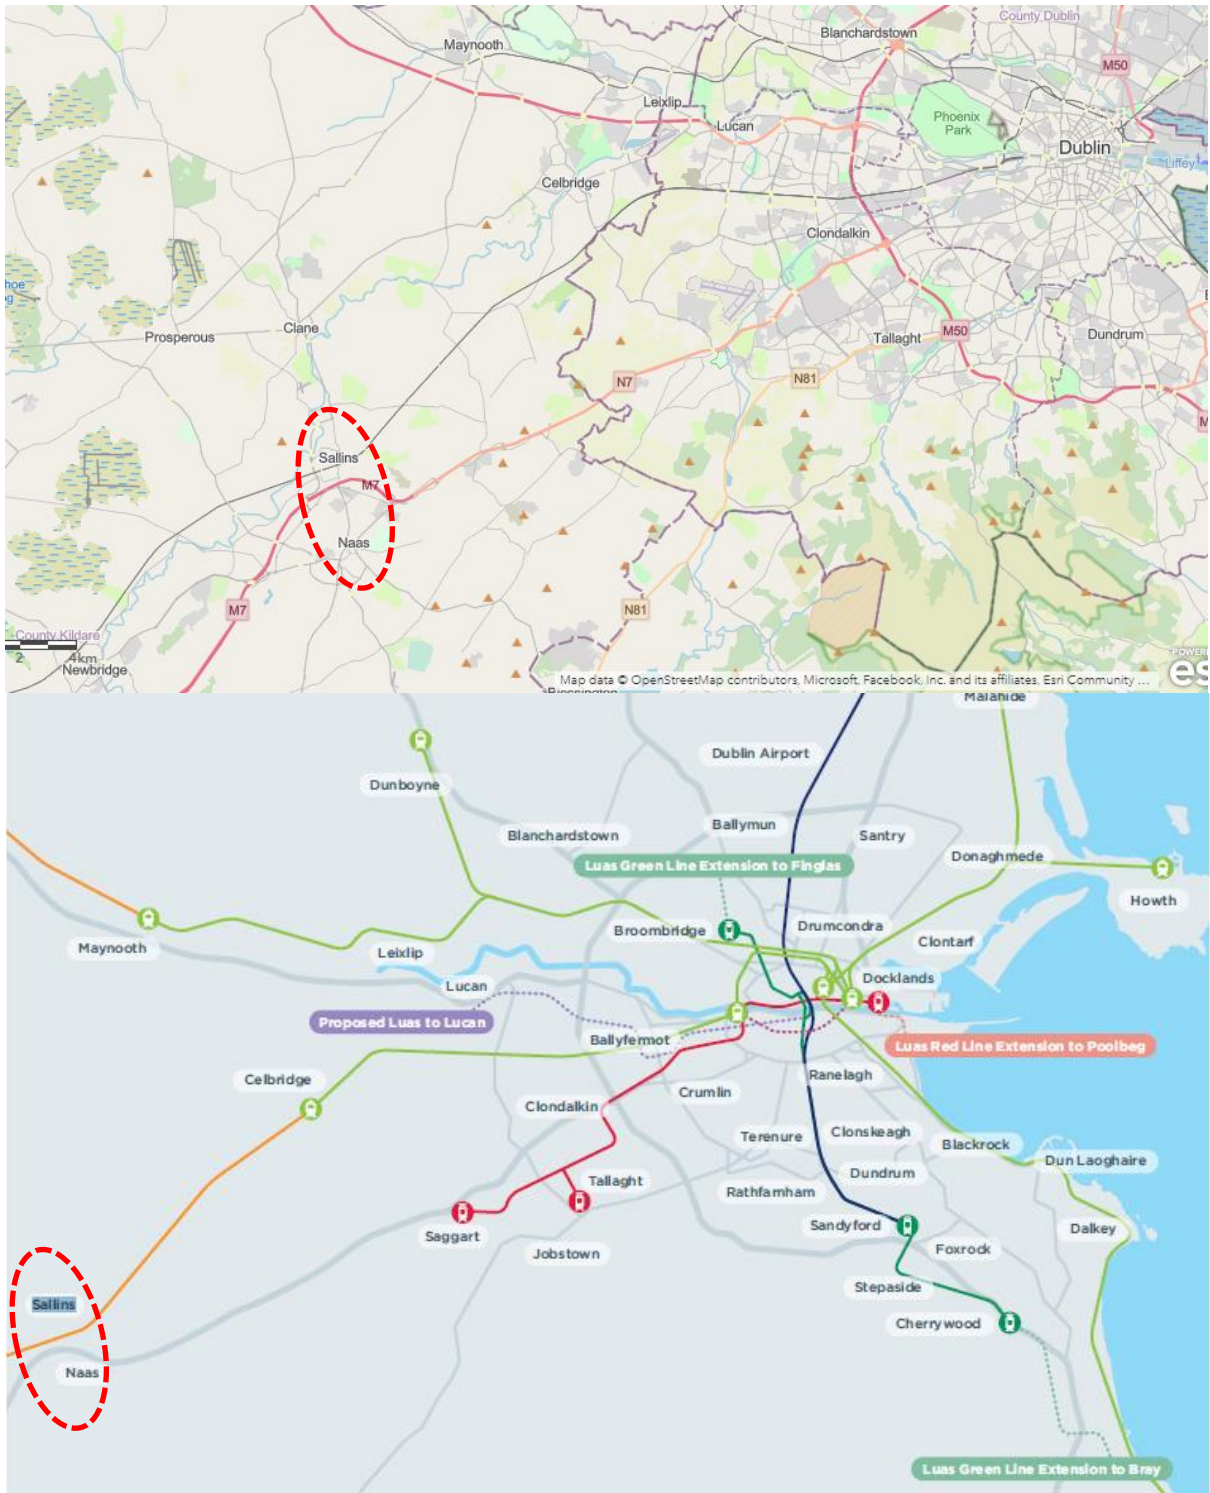 County Dublin
Blanchardstown
Maynooth
M50
Leixlip
Phoenix
Park
Lucan
Dublin
Liffey
Celbridge
Clondalkin
hoe
Clane
Prosperous
M50
Tallaght
Dundrum
N7
N81
M
Sallins
M7
Naas
M7
N81
County Kildare
2
4km
Newbridge
POWERE
es
Map data © OpenStreetMap contributors, Microsoft, Facebook, Inc. and its affiliates, Esri Community ...
Malahide
Dublin Airport
Dunboyne
Ballymun
Blanchardstown
Santry
Donaghmede
Luas Green Line Extension to Finglas
Howth
Broombridge
Drumcondra
Clontarf
Maynooth
Leixlip
Docklands
Lucan
Proposed Luas to Lucan
Ballyfermot
Luas Red Line Extension to Poolbeg
Celbridge
Ranelagh
Crumlin
Clondalkin
Terenure
Clonskeagh
Blackrock
Dun Laoghaire
Dundrum
Tallaght
Rathfarnham
Sandyford
Dalkey
Saggart
Foxrock
Jobstown
Stepaside
Sallins
Cherrywood
Naas
Luas Green Line Extension to Bray